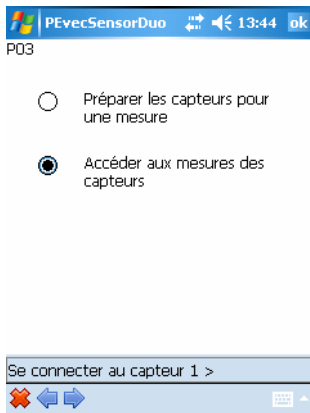 PEvecSensorDuo 13:44 ok
P03
Préparer les capteurs pour
une mesure
Accéder aux mesures des
capteurs
Se connecter au capteur 1 >